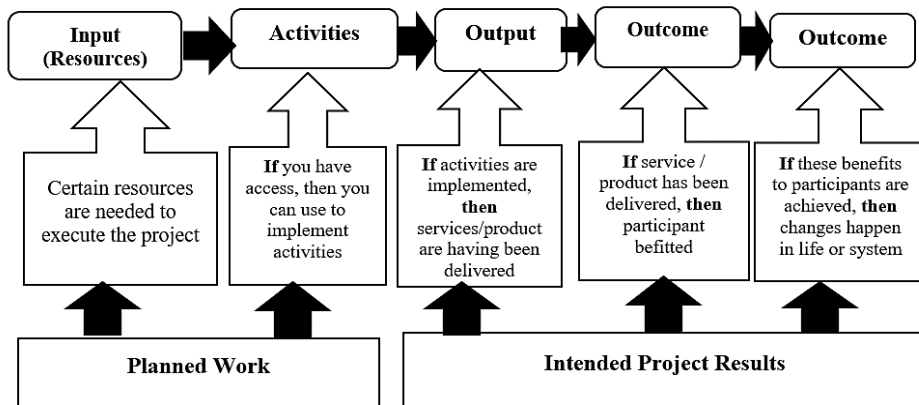 Input
(Resources)
Activities
Output
Outcome
Outcome
Certain resources
are needed to
execute the project
If you have
access, then you
can use to
implement
activities
If activities are
implemented,
then
services/product
are having been
delivered
If service /
product has been
delivered, then
participant
befitted
If these benefits
to participants are
achieved, then
changes happen
in life or system
Planned Work
Intended Project Results